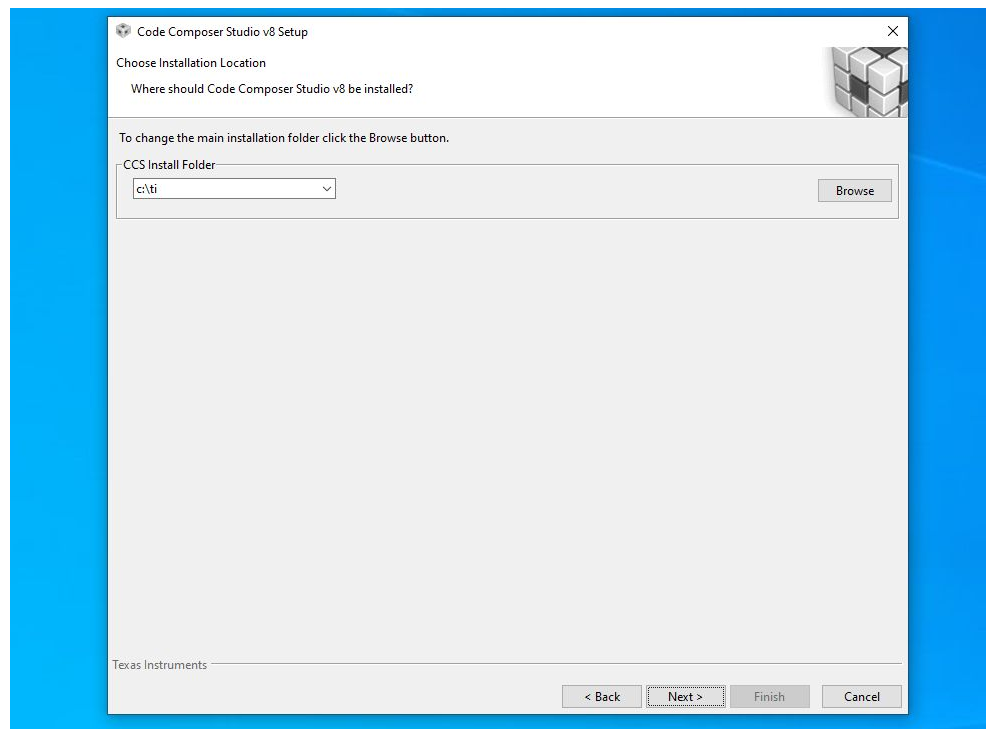 Code Composer Studio v8 Setup
Choose Installation Location
Where should Code Composer Studio v8 be installed?
To change the main installation folder click the Browse button.
CCS Install Folder
c:\ti
Browse
Texas Instruments
< Back Next > Finish Cancel